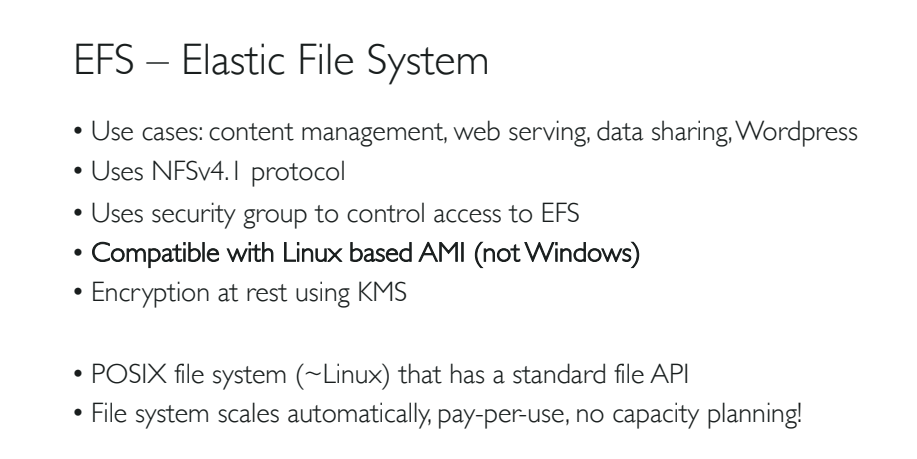 EFS – Elastic File System
• Use cases: content management, web serving, data sharing, Wordpress
• Uses NFSv4.1 protocol
• Uses security group to control access to EFS
• Compatible with Linux based AMI (not Windows)
• Encryption at rest using KMS
• POSIX file system (~Linux) that has a standard file API
• File system scales automatically, pay-per-use, no capacity planning!